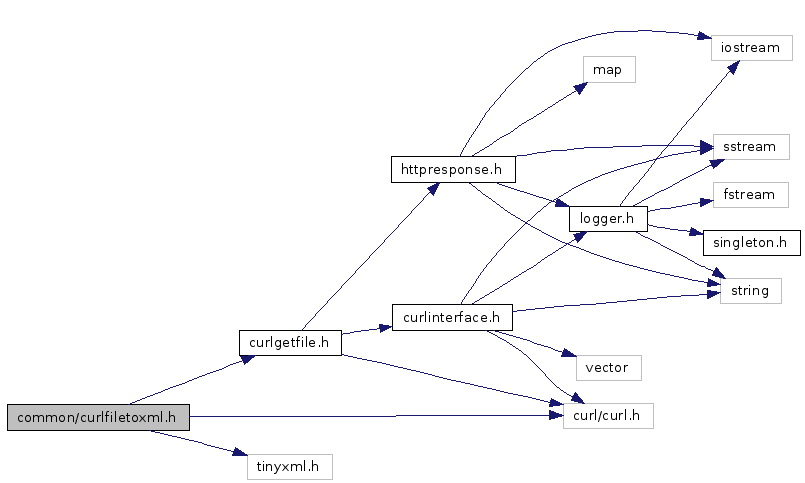 iostream
map
sstream
httpresponse.h
fstream
logger.h
singleton.h
string
curlinterface.h
curlgetfile.h
vector
common/curlfiletoxml.h
curl/curl.h
tinyxml.h